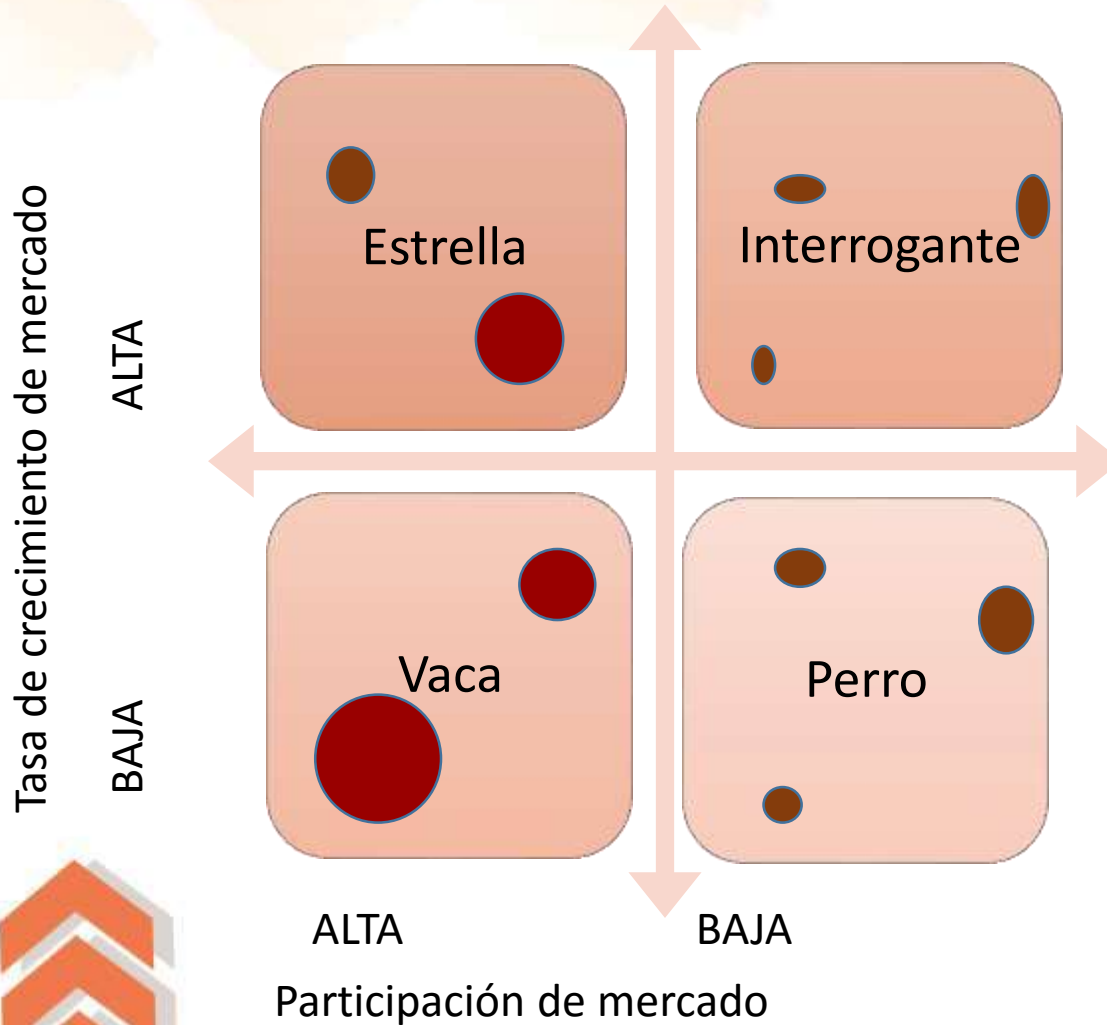 Tasa de crecimiento de mercado
ALTA
BAJA
Estrella
Interrogante
Vaca
Perro
ALTA
BAJA
Participación de mercado